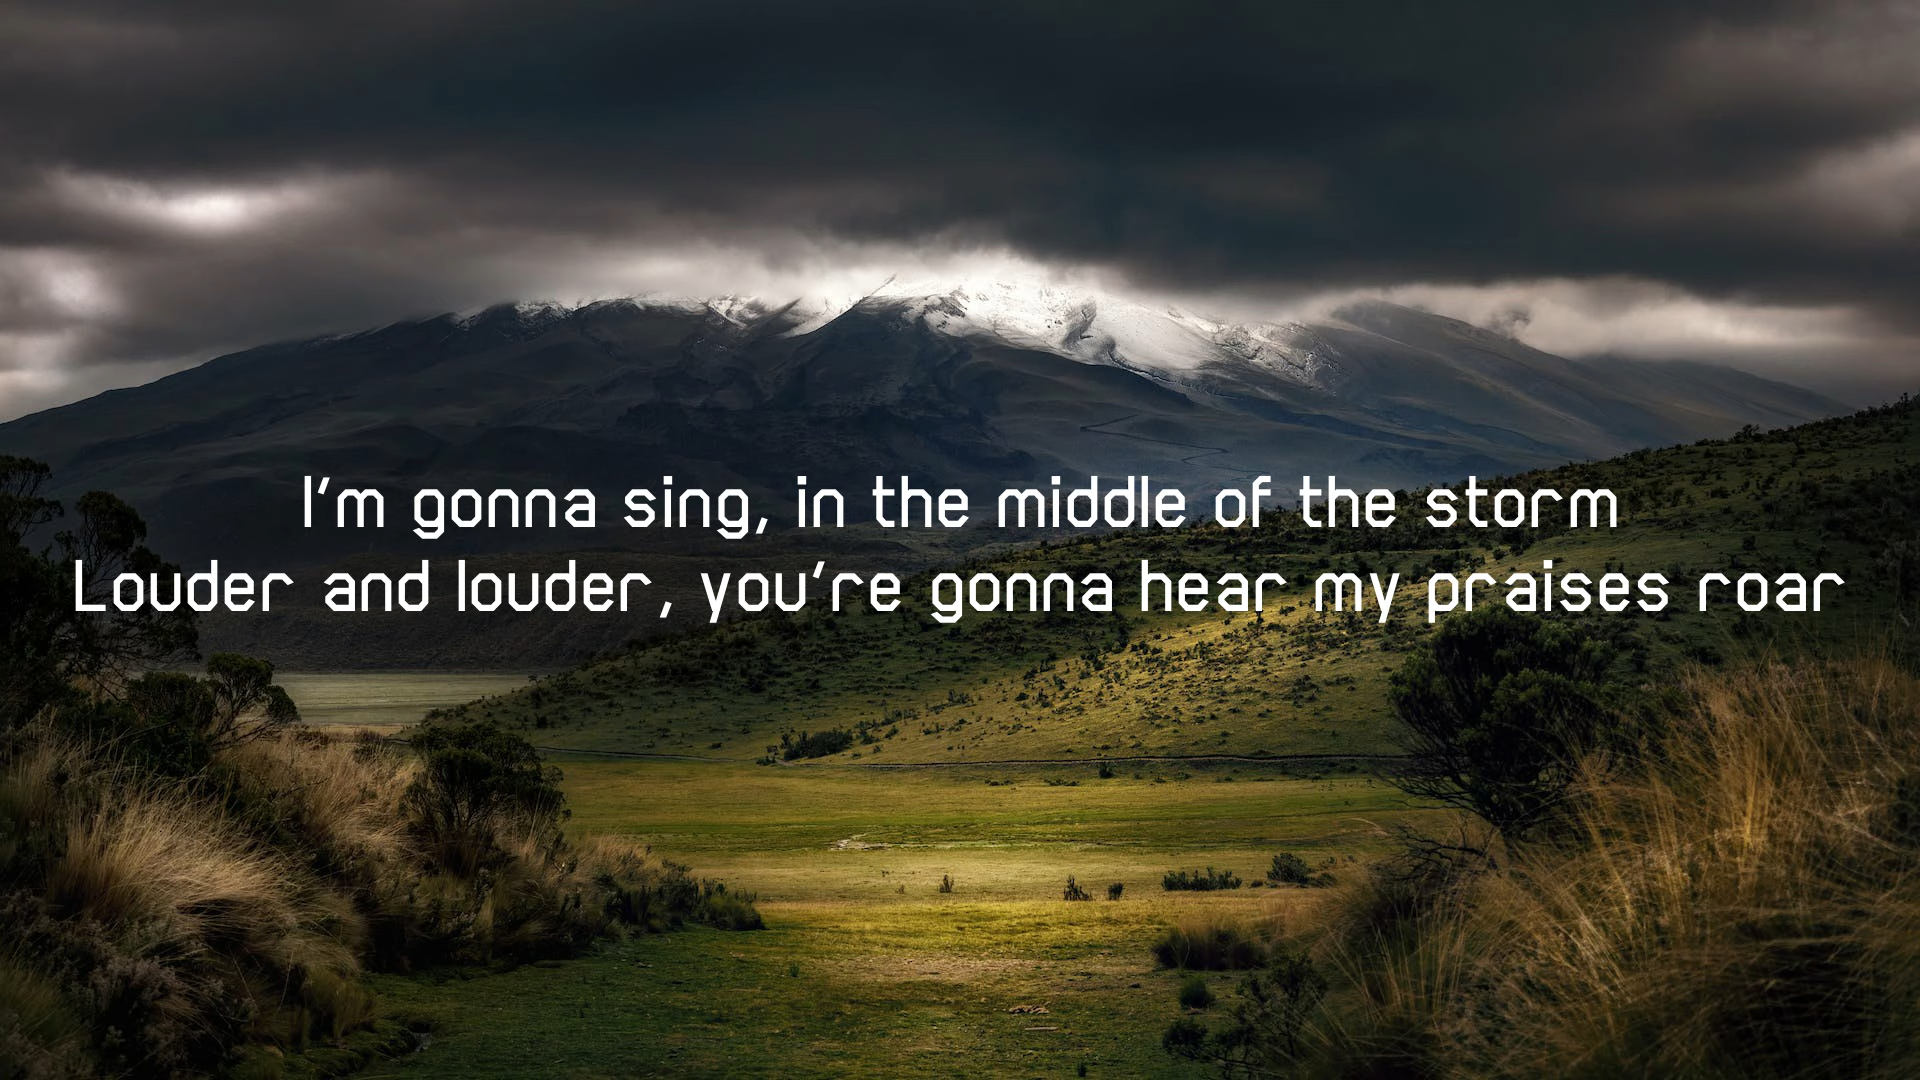 I'm gonna sing, in the middle of the storm
Louder and louder, you're gonna hear my praises roar